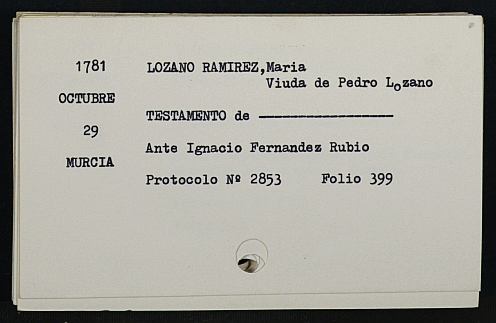 1781 LOZANO RAMIREZ,Maria
Viuda de Pedro Lozano
OCTUBRE
TESTAMENTO de ------------------
29
Ante Ignacio Fernandez Rubio
MURCIA
Protocolo Nº 2853 Folio 399